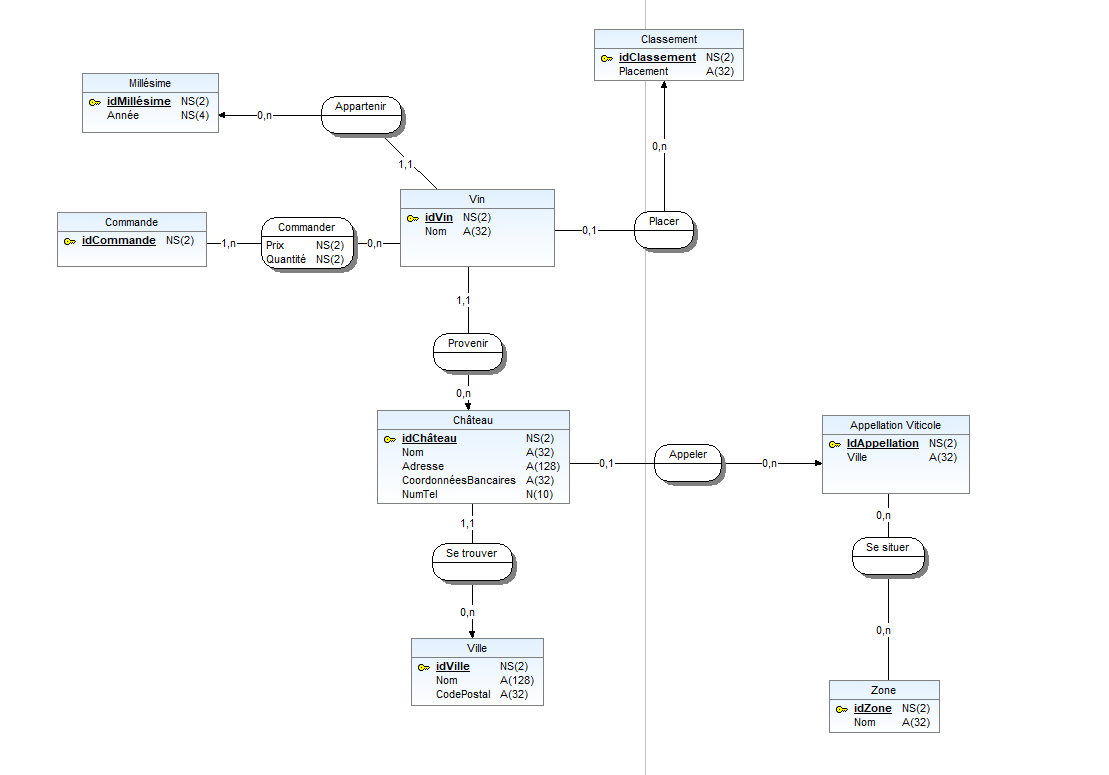 Classement
idClassement NS(2)
Placement A(32)
Millésime
idMillésime NS(2)
Année NS(4)
0,n
Appartenir
1,1
0,n
Vin
idVin NS(2)
Nom A(32)
Commande
idCommande NS(2)
1,n
Commander
Prix NS(2)
Quantité NS(2)
0,n
0,1
Placer
1,1
Provenir
0,n
Château
idChâteau NS(2)
Nom A(32)
Adresse A(128)
CoordonnéesBancaires A(32)
NumTel N(10)
0,1
Appeler
0,n
Appellation Viticole
IdAppellation NS(2)
Ville A(32)
1,1
Se trouver
0,n
0,n
Se situer
0,n
Ville
idVille NS(2)
Nom A(128)
CodePostal A(32)
Zone
idZone NS(2)
Nom A(32)